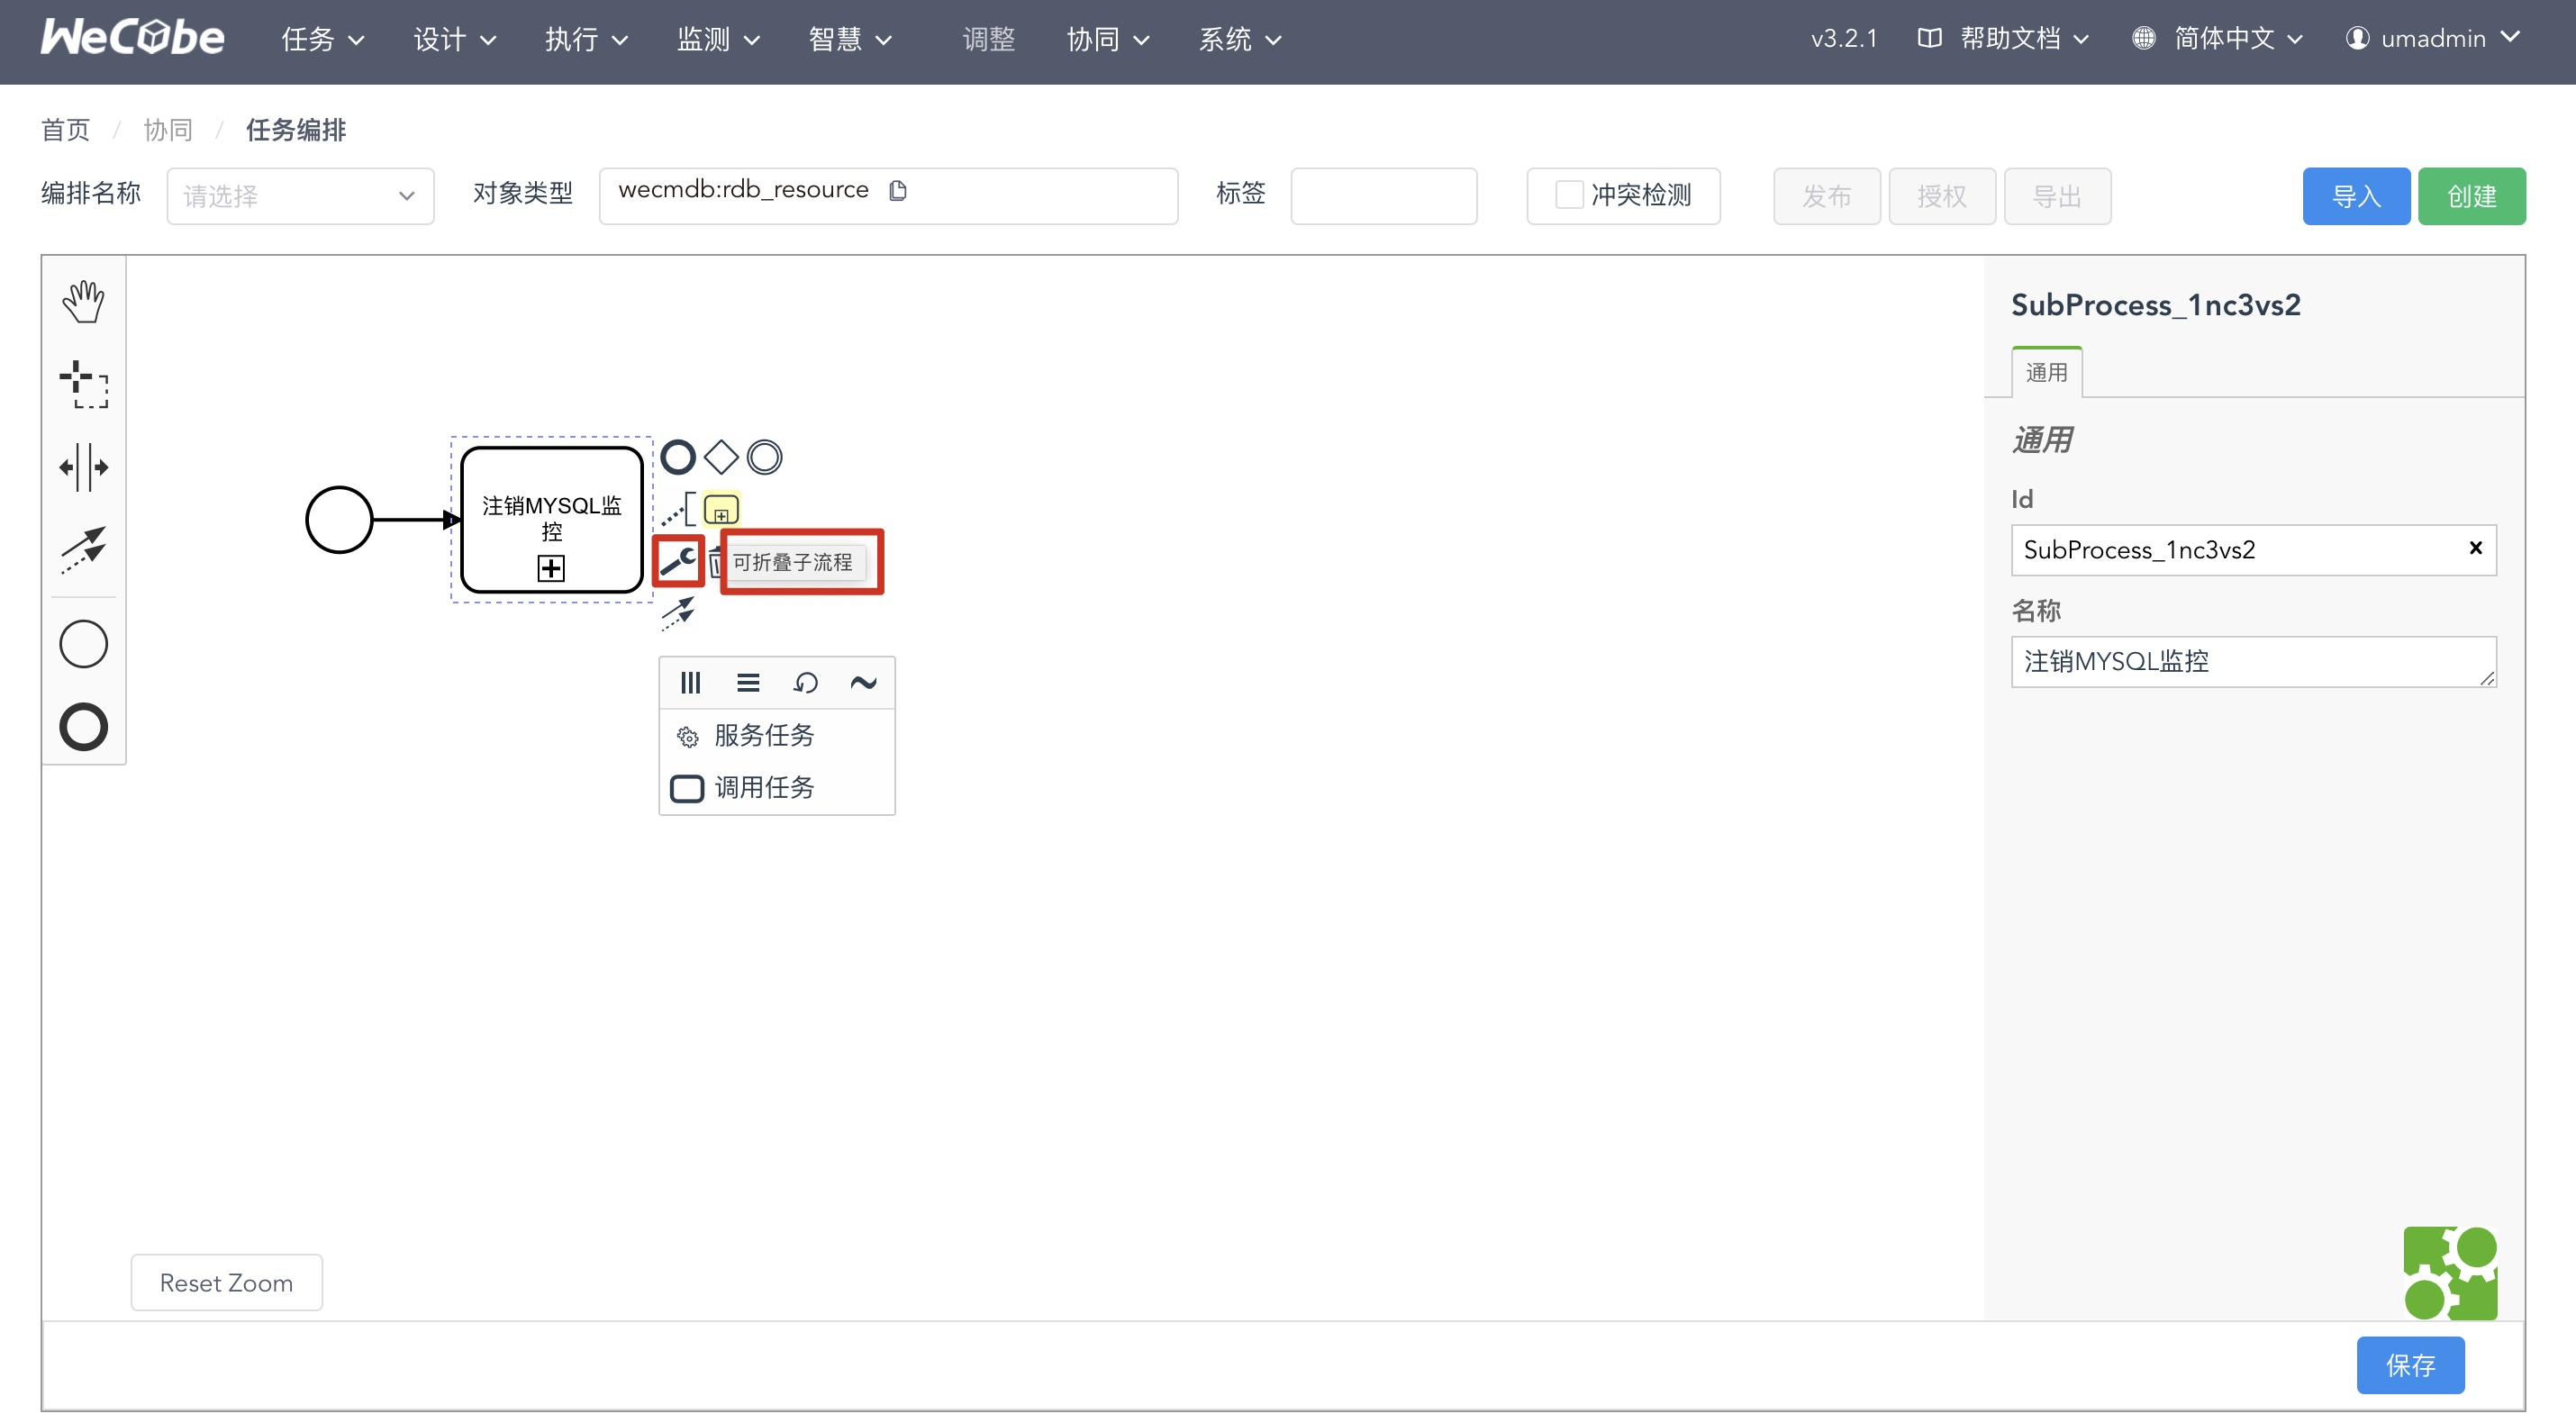 WeCube 任务 设计 执行 监测 智慧 调整 协同 系统 v3.2.1 帮助文档 简体中文 umadmin
首页 / 协同 / 任务编排
编排名称 请选择 对象类型 wecmdb:rdb_resource 标签 冲突检测 发布 授权 导出 导入 创建
SubProcess_1nc3vs2
通用
通用
Id
SubProcess_1nc3vs2
名称
注销MYSQL监控
注销MYSQL监
控
可折叠子流程
服务任务
调用任务
Reset Zoom
保存